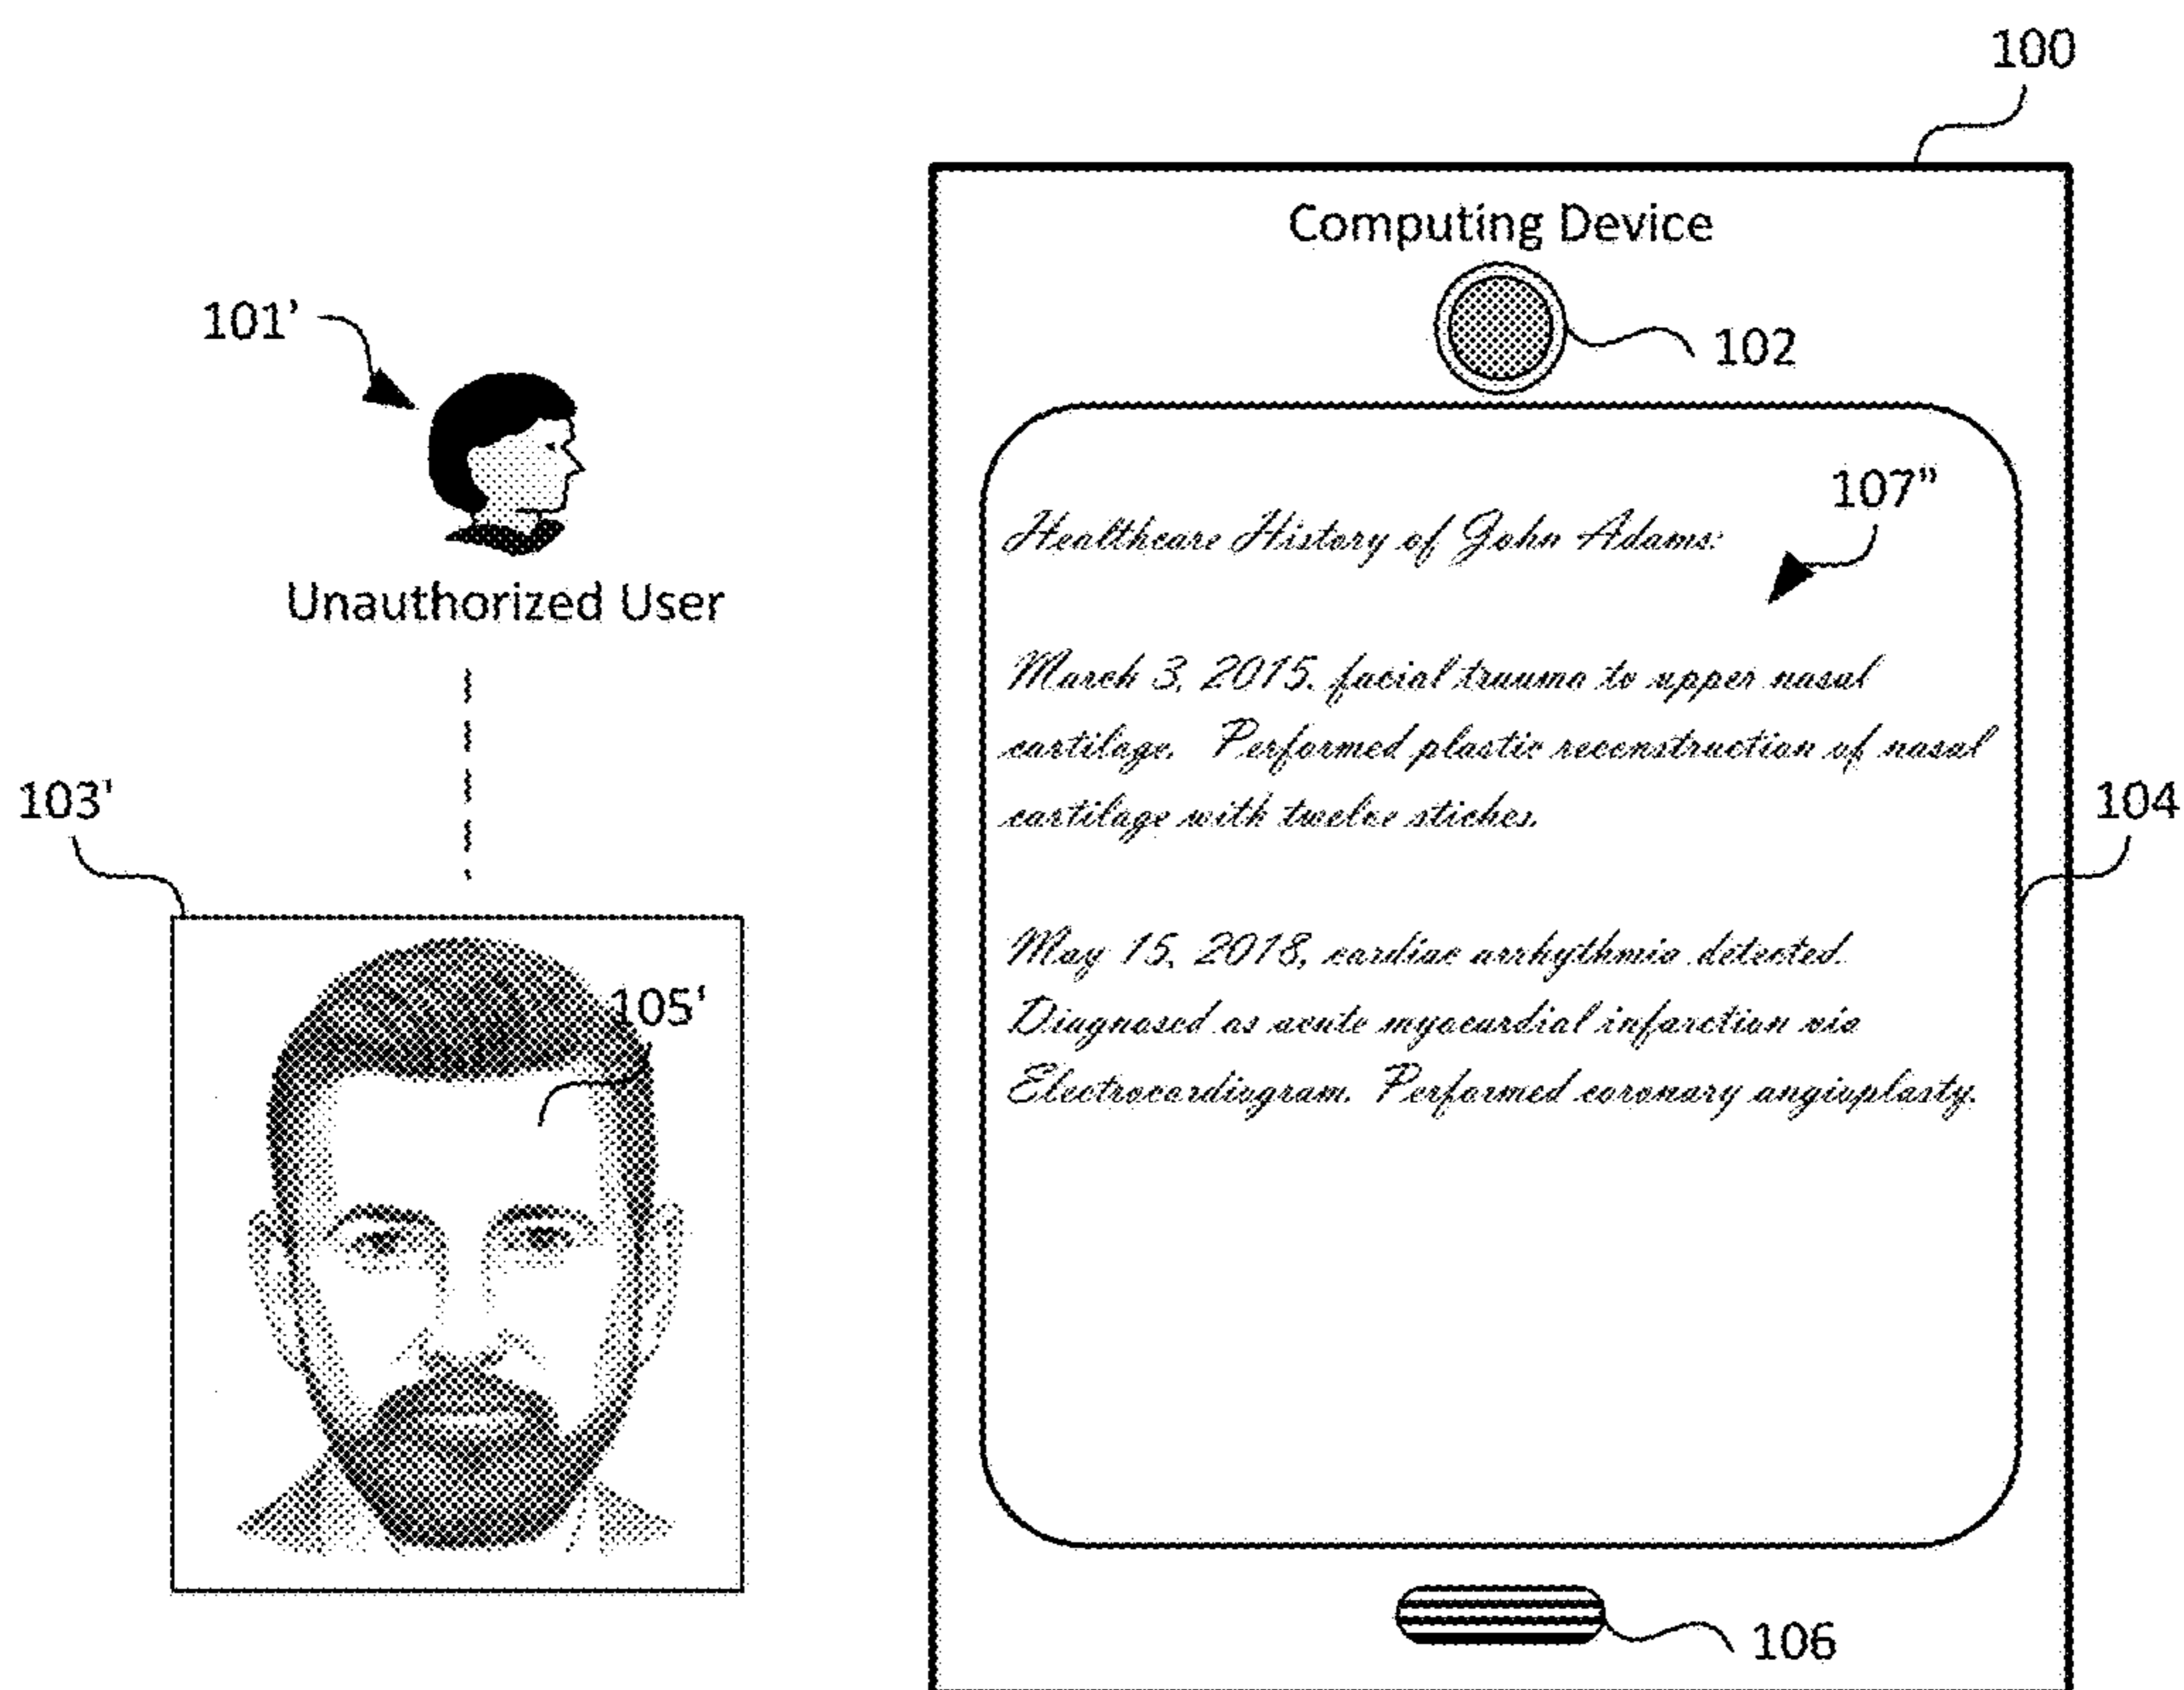 100
Computing Device
101'
102
Unauthorized User
107"
Healthcare History of John Adams:
March 3, 2015, facial trauma to upper nasal
cartilage. Performed plastic reconstruction of nasal
cartilage with twelve stiches.
103'
104
May 15, 2018, cardiac arrhythmia detected.
Diagnosed as acute myocardial infarction via
Electrocardiogram. Performed coronary angioplasty.
105'
106